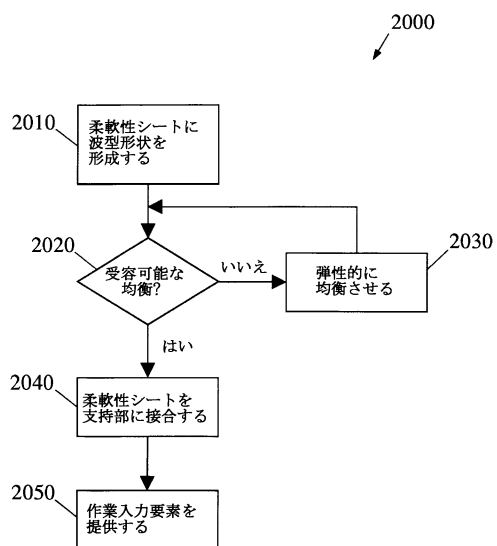 2000
2010
柔軟性シートに
波型形状を
形成する
2020
受容可能な
均衡?
いいえ
2030
弾性的に
均衡させる
はい
2040
柔軟性シートを
支持部に接合する
2050
作業入力要素を
提供する